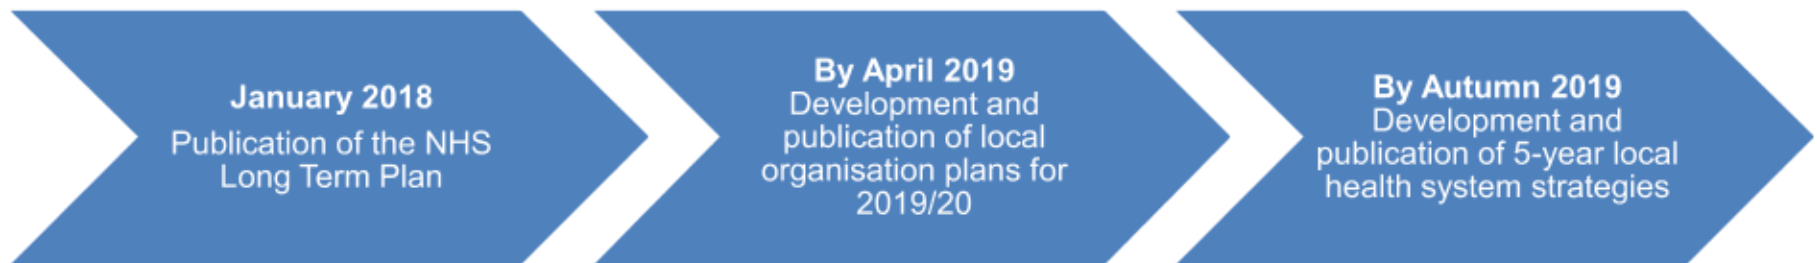 January 2018
Publication of the NHS
Long Term Plan
By April 2019
Development and
publication of local
organisation plans for
2019/20
By Autumn 2019
Development and
publication of 5-year local
health system strategies